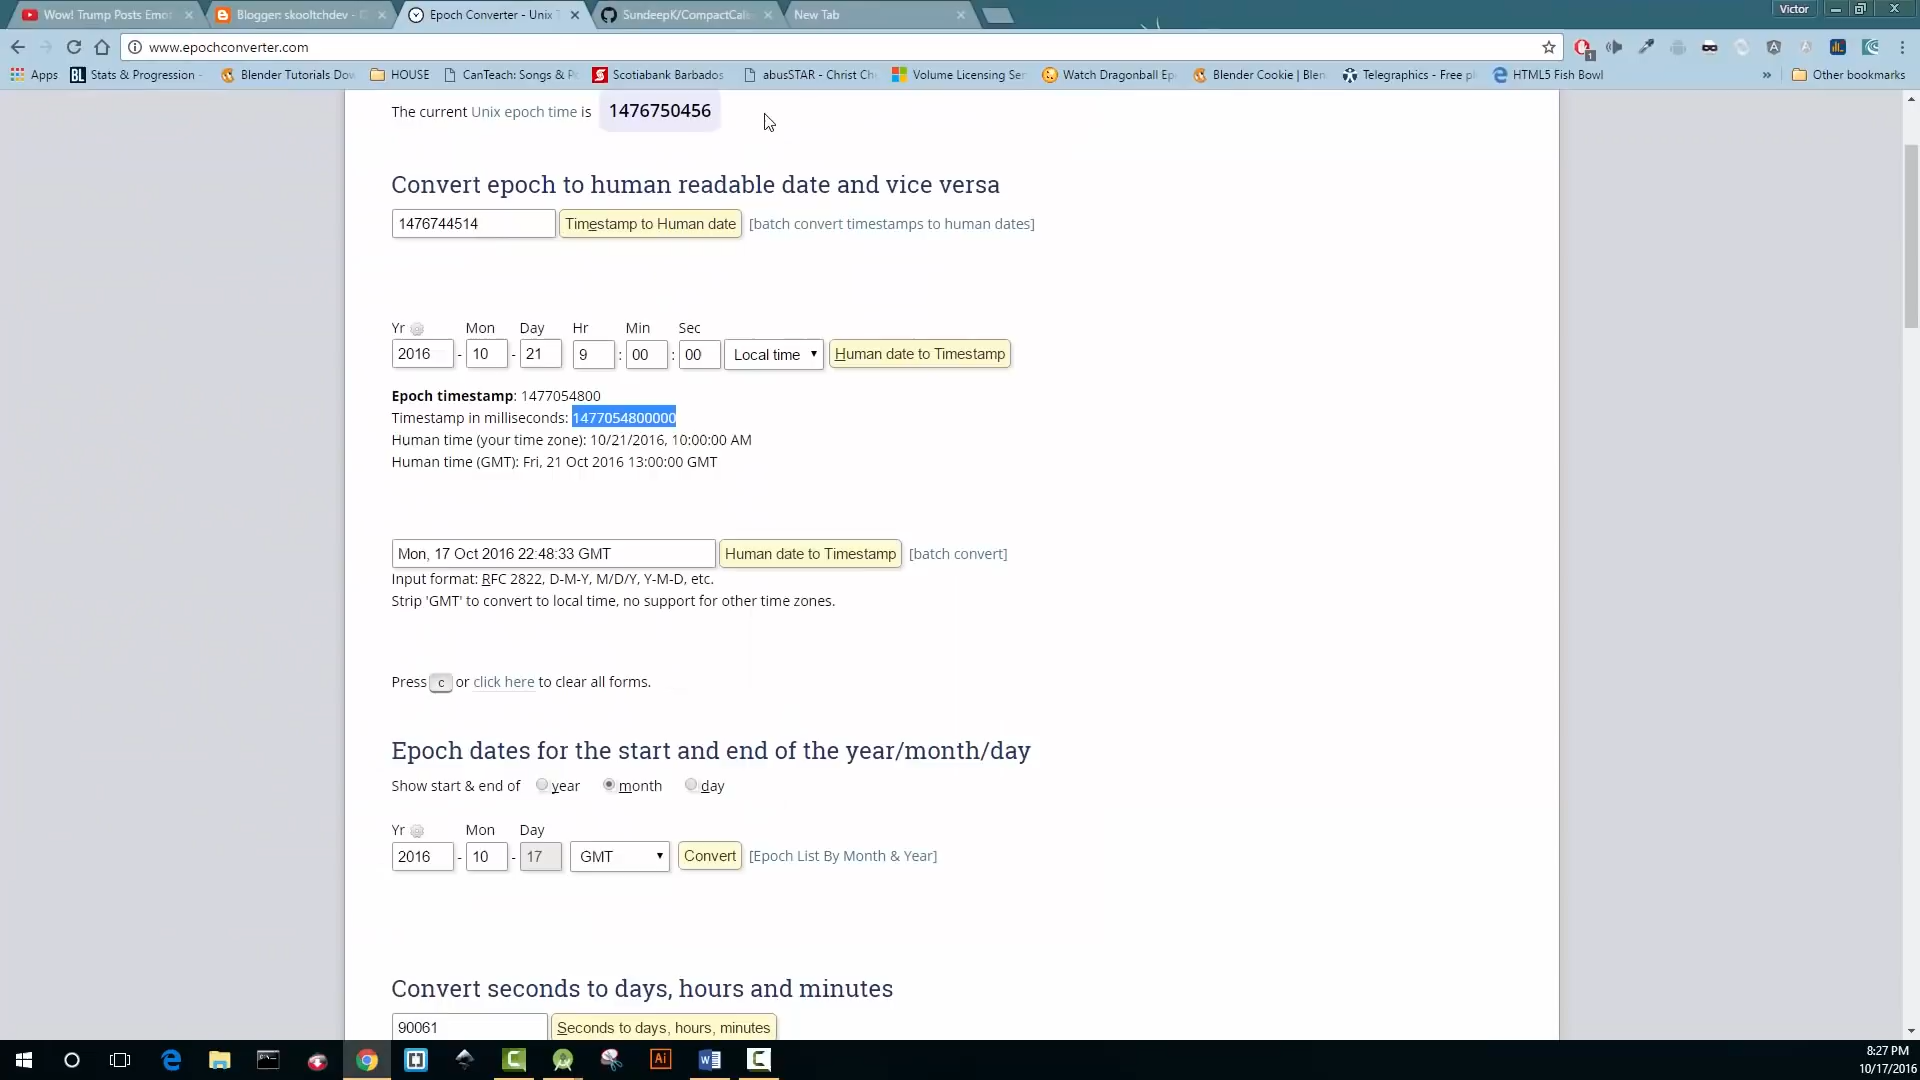 Wow! Trump Posts Emo
Blogger: skooltchdev -
Epoch Converter - Unix
SundeepK/CompactCale
New Tab
Victor
www.epochconverter.com
Apps
BL Stats & Progression
Blender Tutorials Do
HOUSE
CanTeach: Songs & P
Scotiabank Barbados
abusSTAR - Christ Ch
Volume Licensing Ser
Watch Dragonball Ep
Blender Cookie | Blen
Telegraphics - Free p
HTML5 Fish Bowl
»
Other bookmarks
The current Unix epoch time is 1476750456
Convert epoch to human readable date and vice versa
1476744514 Timestamp to Human date [batch convert timestamps to human dates]
Yr Mon Day Hr Min Sec
2016 - 10 - 21 9 : 00 : 00 Local time Human date to Timestamp
Epoch timestamp: 1477054800
Timestamp in milliseconds: 1477054800000
Human time (your time zone): 10/21/2016, 10:00:00 AM
Human time (GMT): Fri, 21 Oct 2016 13:00:00 GMT
Mon, 17 Oct 2016 22:48:33 GMT Human date to Timestamp [batch convert]
Input format: RFC 2822, D-M-Y, M/D/Y, Y-M-D, etc.
Strip 'GMT' to convert to local time, no support for other time zones.
Press c or click here to clear all forms.
Epoch dates for the start and end of the year/month/day
Show start & end of year month day
Yr Mon Day
2016 - 10 - 17 GMT Convert [Epoch List By Month & Year]
Convert seconds to days, hours and minutes
90061 Seconds to days, hours, minutes
Ai
8:27 PM
10/17/2016